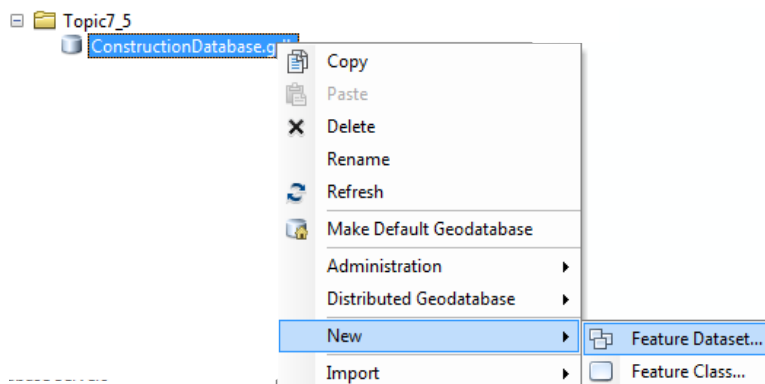 Topic7_5
ConstructionDatabase.g
Copy
Paste
Delete
Rename
Refresh
Make Default Geodatabase
Administration
Distributed Geodatabase
New
Feature Dataset...
Import
Feature Class...